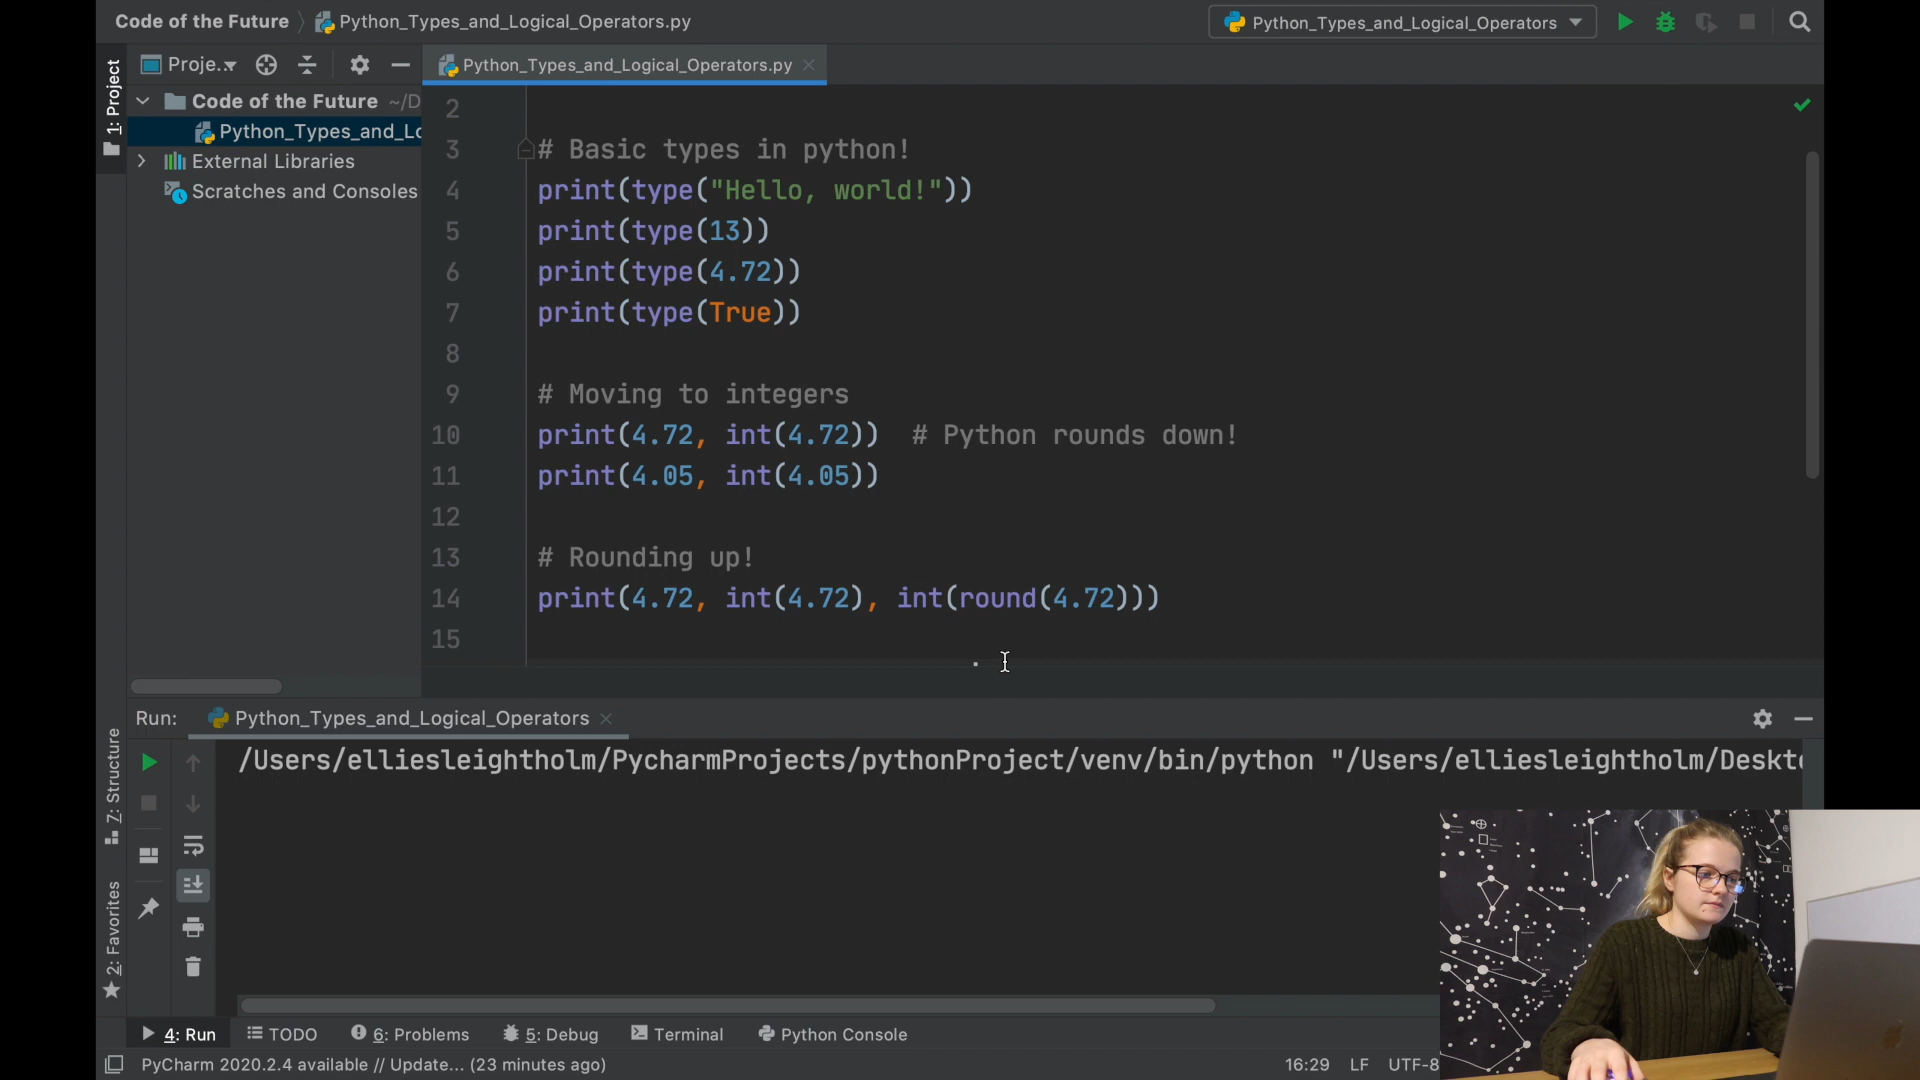 Code of the Future
Python_Types_and_Logical_Operators.py
Python_Types_and_Logical_Operators
1: Project
Proje..
Python_Types_and_Logical_Operators.py
Code of the Future ~/D
Python_Types_and_Lo
External Libraries
Scratches and Consoles
2
3 # Basic types in python!
4 print(type("Hello, world!"))
5 print(type(13))
6 print(type(4.72))
7 print(type(True))
8
9 # Moving to integers
10 print(4.72, int(4.72)) # Python rounds down!
11 print(4.05, int(4.05))
12
13 # Rounding up!
14 print(4.72, int(4.72), int(round(4.72)))
15
Run:
Python_Types_and_Logical_Operators
/Users/elliesleightholm/PycharmProjects/pythonProject/venv/bin/python "/Users/elliesleightholm/Deskto
7: Structure
2: Favorites
4: Run
TODO
6: Problems
5: Debug
Terminal
Python Console
PyCharm 2020.2.4 available // Update... (23 minutes ago)
16:29
LF
UTF-8